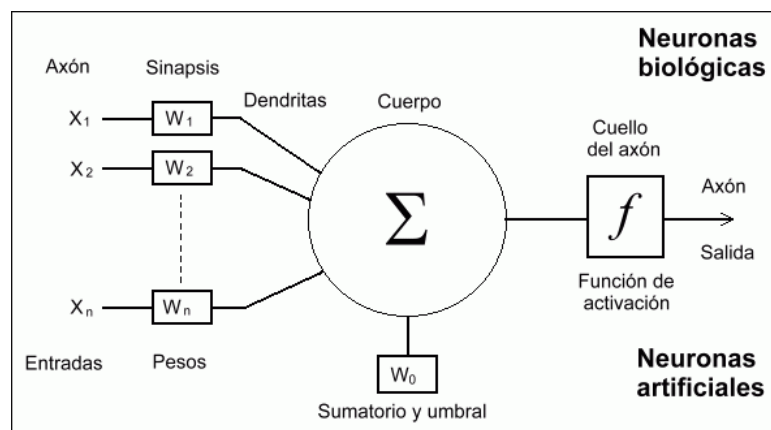 Neuronas
biológicas
Axón
Sinapsis
Dendritas
Cuerpo
Cuello
del axón
X₁
W₁
X₂
W₂
Σ
f
Axón
Salida
Xₙ
Wₙ
Función de
activación
Entradas
Pesos
W₀
Sumatorio y umbral
Neuronas
artificiales